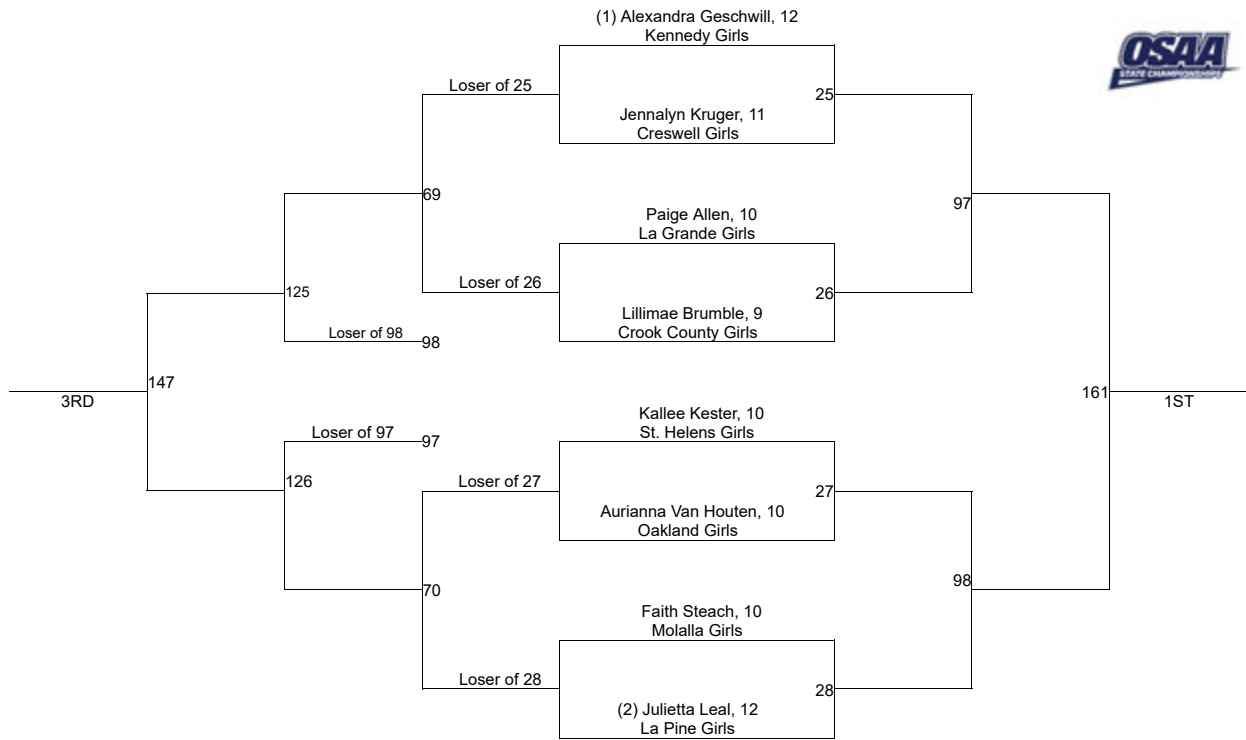 (1) Alexandra Geschwill, 12
Kennedy Girls
OSAA
STATE CHAMPIONSHIPS
Loser of 25
25
Jennalyn Kruger, 11
Creswell Girls
69
97
Paige Allen, 10
La Grande Girls
Loser of 26
26
125
Lillimae Brumble, 9
Crook County Girls
Loser of 98
98
147
161
3RD
1ST
Kallee Kester, 10
St. Helens Girls
Loser of 97
97
126
Loser of 27
27
Aurianna Van Houten, 10
Oakland Girls
98
70
Faith Steach, 10
Molalla Girls
Loser of 28
28
(2) Julietta Leal, 12
La Pine Girls